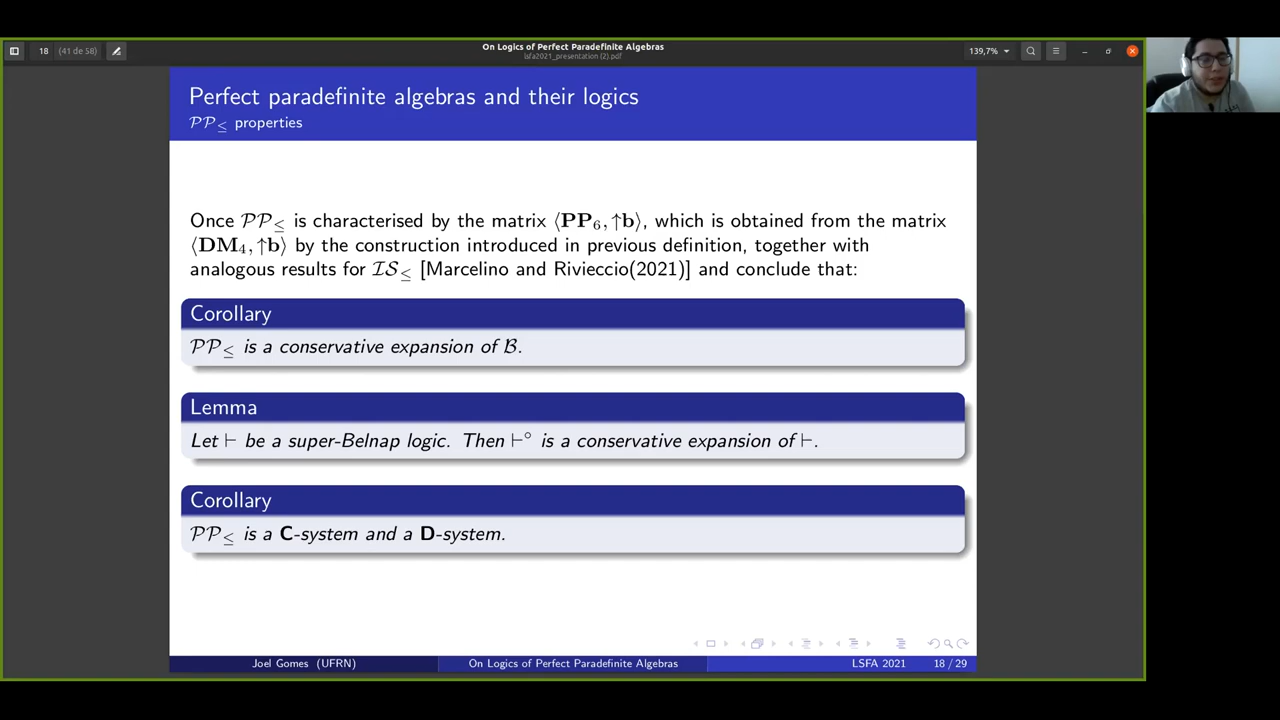 18 (41 de 58)
On Logics of Perfect Paradefinite Algebras
lsfa2021_presentation (2).pdf
139,7%
Perfect paradefinite algebras and their logics
𝒫𝒫≤ properties
Once 𝒫𝒫≤ is characterised by the matrix ⟨PP₆, ↑b⟩, which is obtained from the matrix
⟨DM₄, ↑b⟩ by the construction introduced in previous definition, together with
analogous results for ℐ𝒮≤ [Marcelino and Rivieccio(2021)] and conclude that:
Corollary
𝒫𝒫≤ is a conservative expansion of ℬ.
Lemma
Let ⊢ be a super-Belnap logic. Then ⊢° is a conservative expansion of ⊢.
Corollary
𝒫𝒫≤ is a C-system and a D-system.
Joel Gomes (UFRN) On Logics of Perfect Paradefinite Algebras LSFA 2021 18 / 29